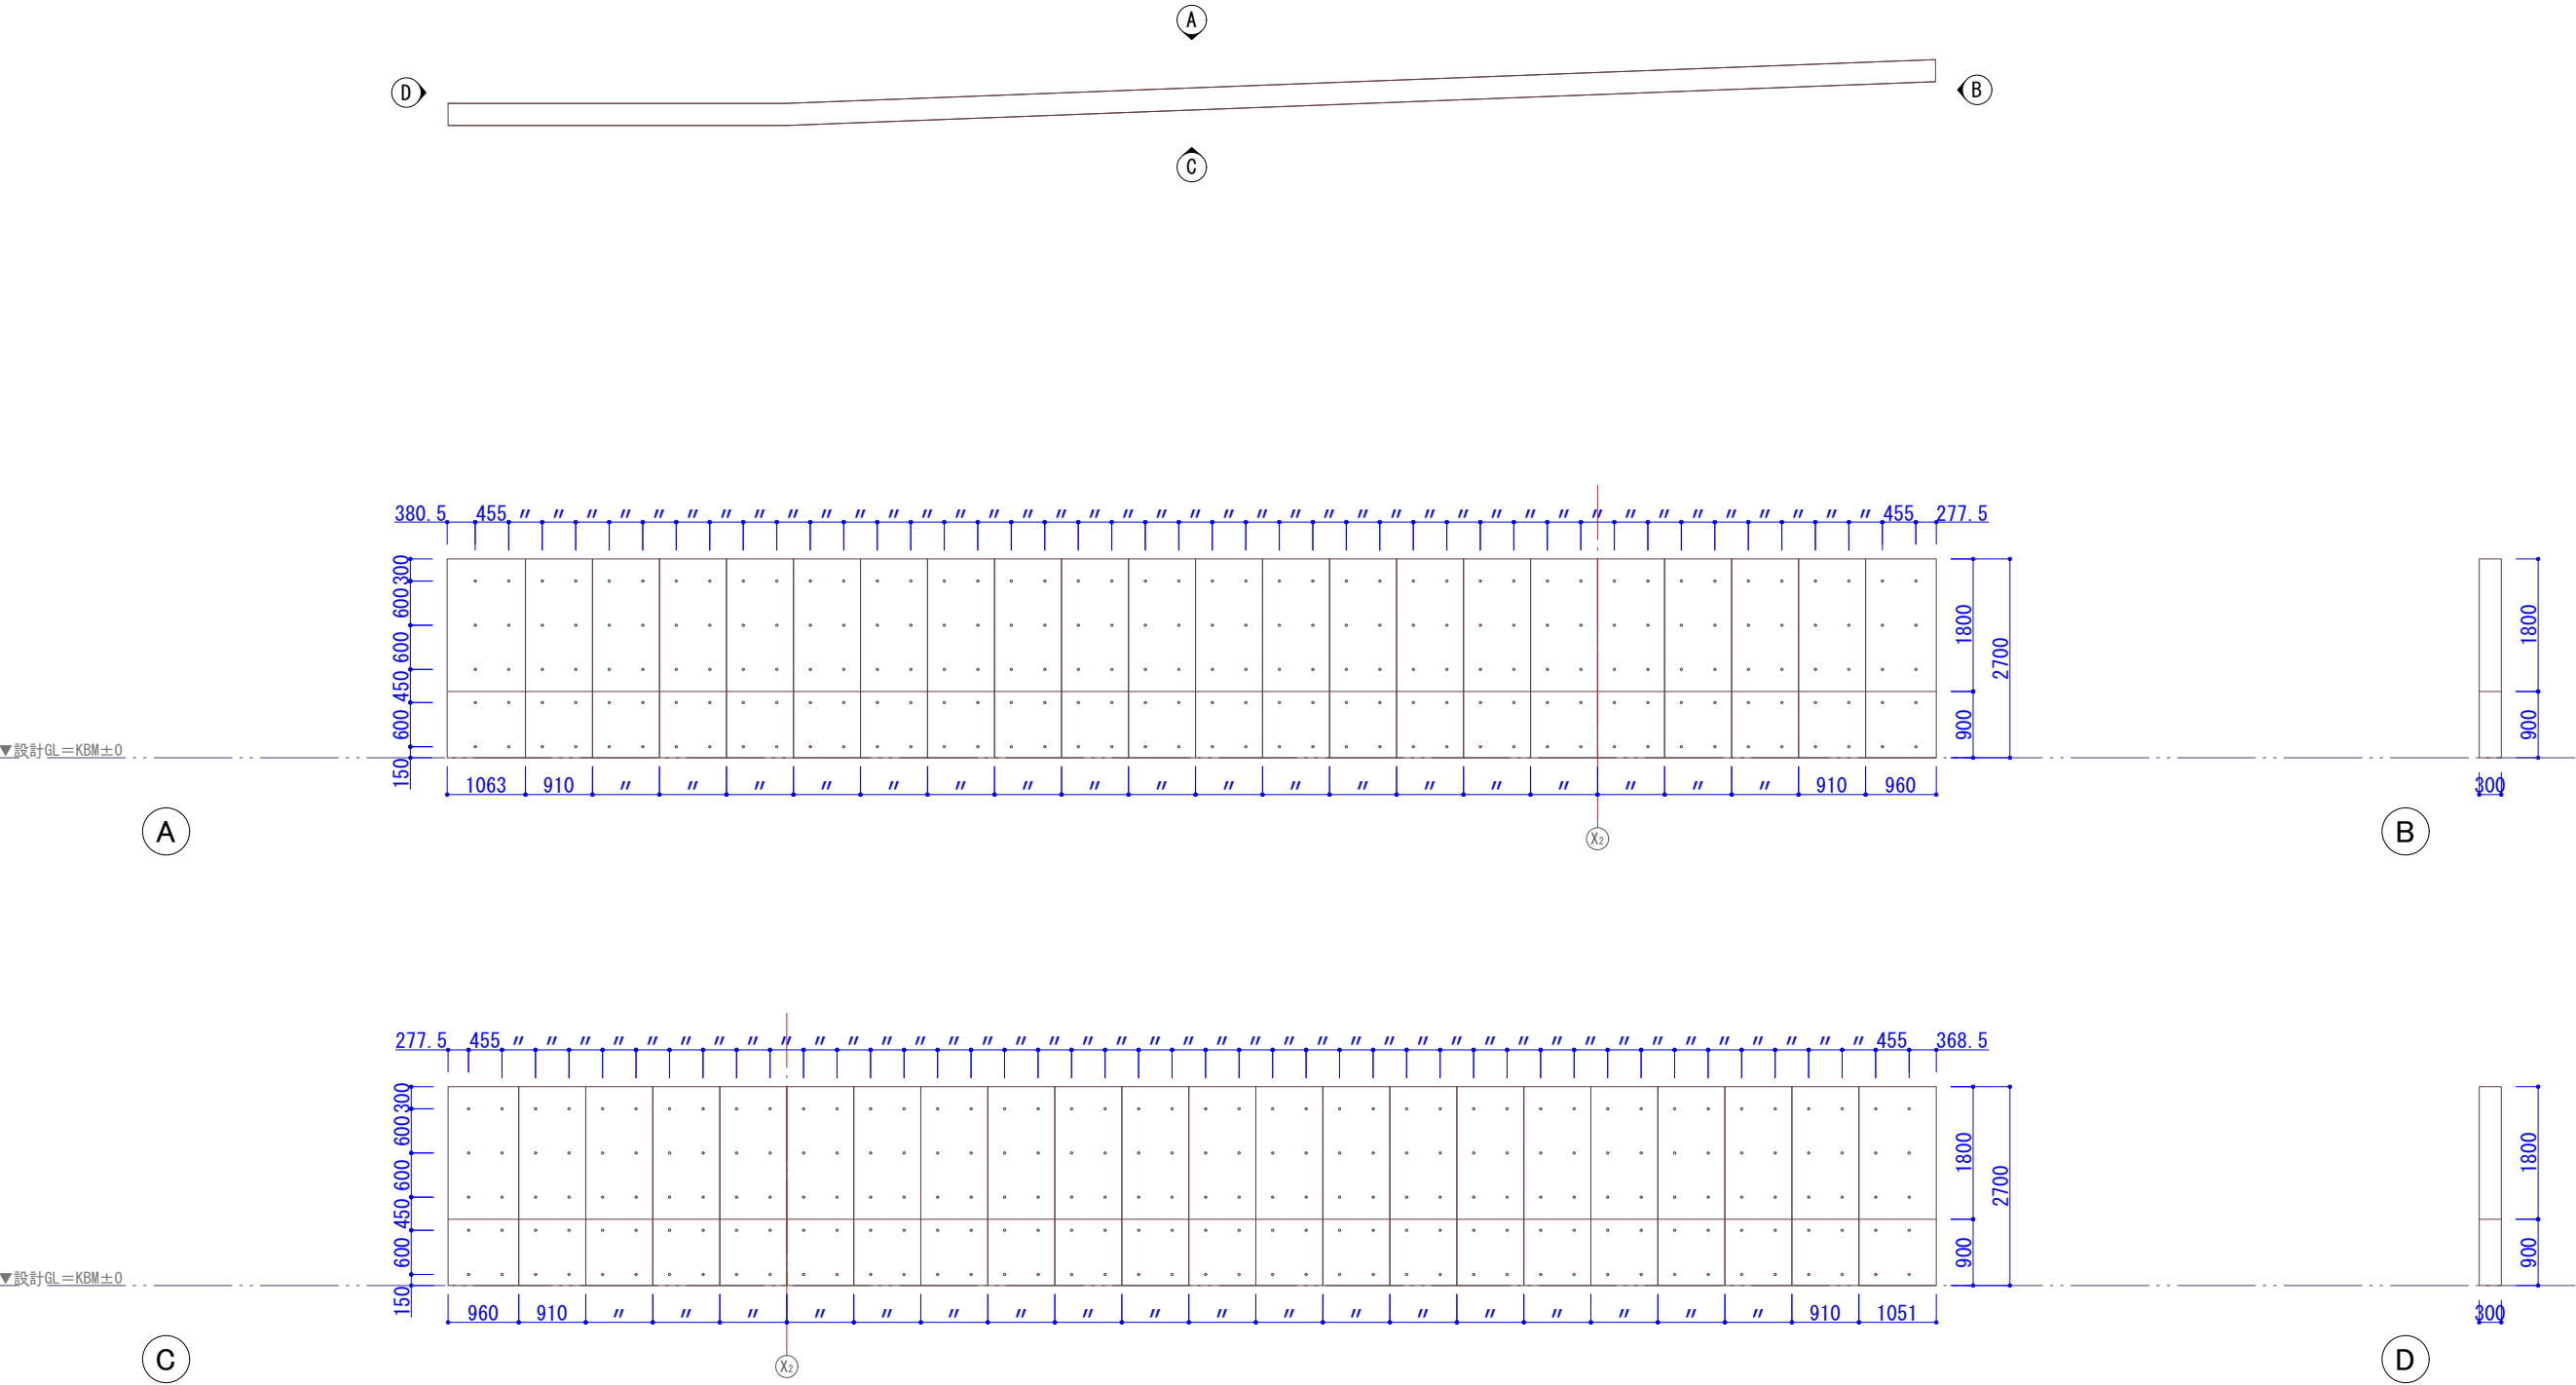 A
D
B
C
380.5 455 〃 〃 〃 〃 〃 〃 〃 〃 〃 〃 〃 〃 〃 〃 〃 〃 〃 〃 〃 〃 〃 〃 〃 〃 〃 〃 〃 〃 〃 〃 〃 〃 〃 〃 〃 〃 〃 〃 〃 〃 〃 455 277.5
300
600
600
450
600
150
1800
900
2700
1800
900
▼設計GL=KBM±0
1063 910 〃 〃 〃 〃 〃 〃 〃 〃 〃 〃 〃 〃 〃 〃 〃 〃 〃 〃 910 960
300
X2
A
B
277.5 455 〃 〃 〃 〃 〃 〃 〃 〃 〃 〃 〃 〃 〃 〃 〃 〃 〃 〃 〃 〃 〃 〃 〃 〃 〃 〃 〃 〃 〃 〃 〃 〃 〃 〃 〃 〃 〃 〃 〃 〃 〃 455 368.5
300
600
600
450
600
150
1800
900
2700
1800
900
▼設計GL=KBM±0
960 910 〃 〃 〃 〃 〃 〃 〃 〃 〃 〃 〃 〃 〃 〃 〃 〃 〃 〃 910 1051
300
X2
C
D